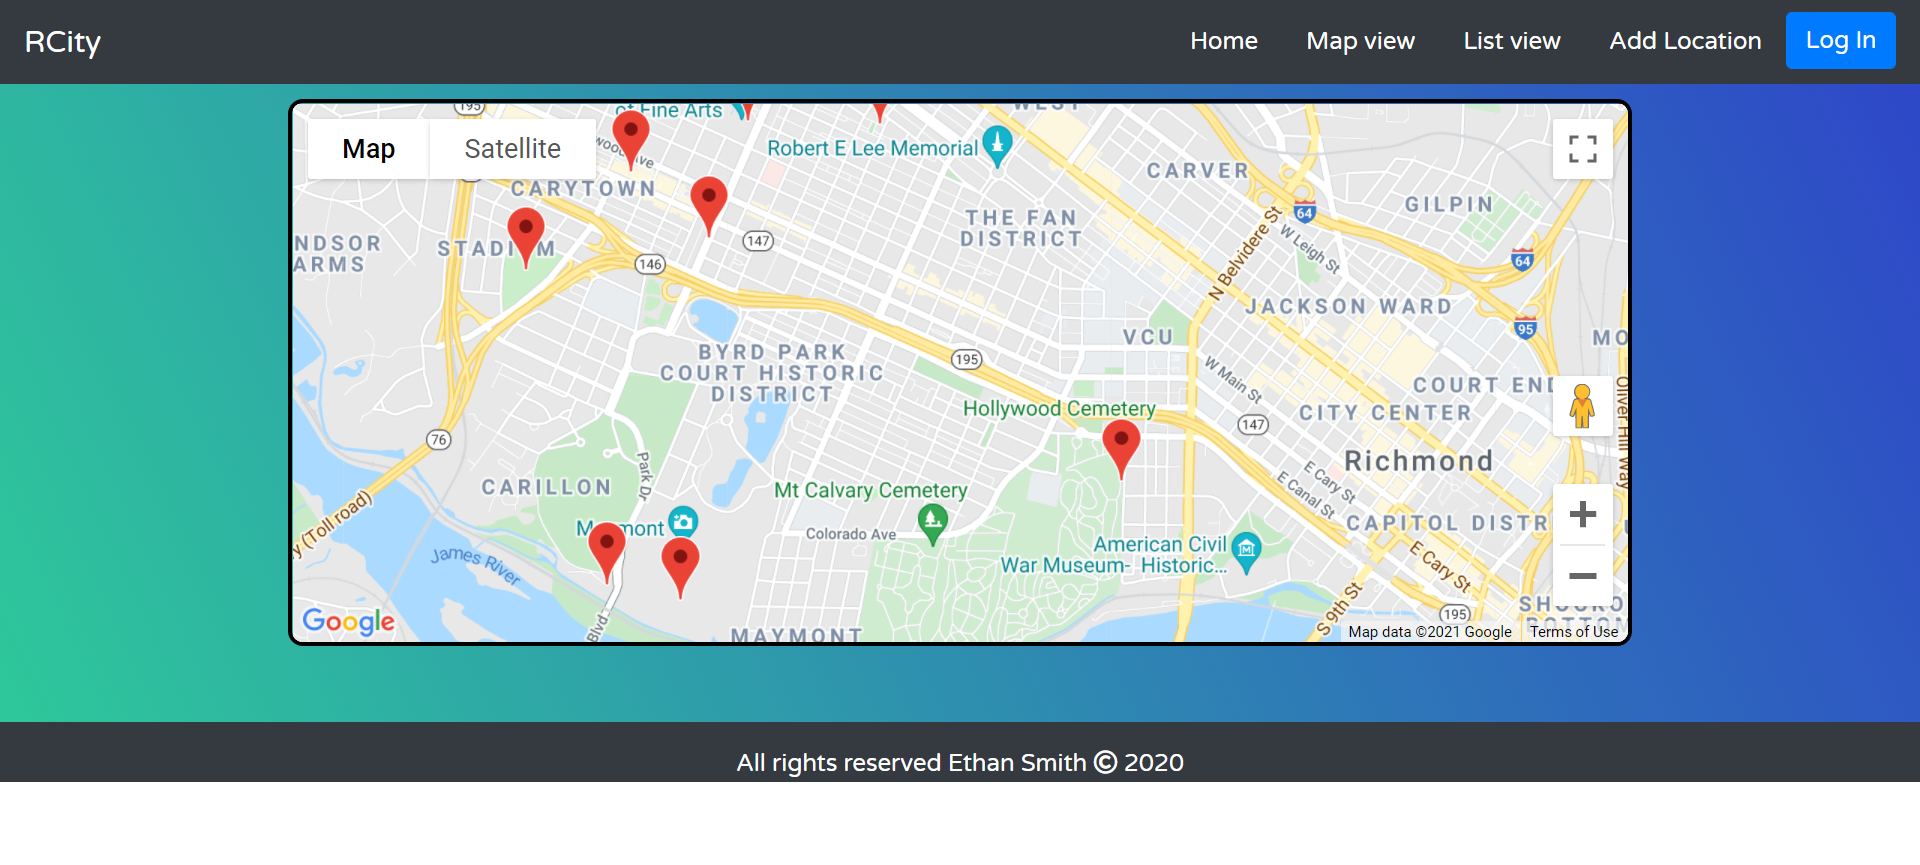 RCity
Home
Map view
List view
Add Location
Log In
Map
Satellite
195
of Fine Arts
WEST
Robert E Lee Memorial
CARVER
CARYTOWN
GILPIN
64
THE FAN
DISTRICT
147
NDSOR
ARMS
STADIUM
146
N Belvidere St
W Leigh St
64
JACKSON WARD
95
VCU
MO
BYRD PARK
COURT HISTORIC
DISTRICT
195
W Main St
COURT END
Oliver Hill Way
CITY CENTER
Hollywood Cemetery
147
76
Richmond
Park Dr
E Cary St
E Canal St
CARILLON
Mt Calvary Cemetery
CAPITOL DISTR
Maymont
Colorado Ave
y (Toll road)
James River
American Civil
War Museum- Historic...
E Cary St
S 9th St
195
SHOCKO
BOTTOM
Blvd
MAYMONT
Google
Map data ©2021 Google
Terms of Use
All rights reserved Ethan Smith © 2020